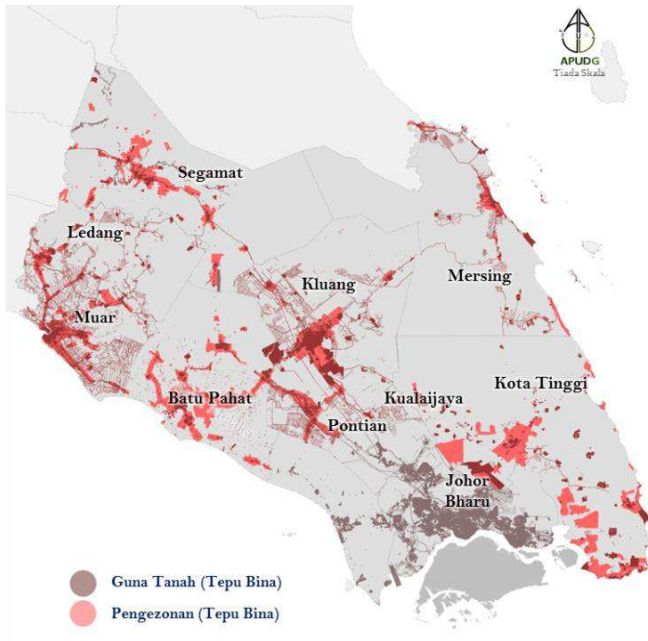 APUDG
Tiada Skala
Segamat
Ledang
Kluang
Mersing
Muar
Batu Pahat
Kualaijaya
Kota Tinggi
Pontian
Johor
Bharu
Guna Tanah (Tepu Bina)
Pengezonan (Tepu Bina)